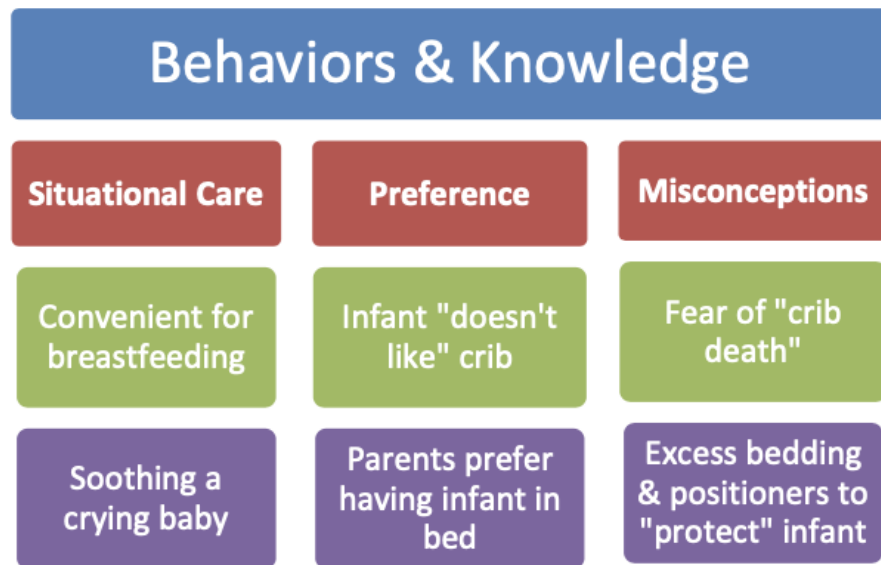 Behaviors & Knowledge
Situational Care
Preference
Misconceptions
Convenient for
breastfeeding
Infant "doesn't
like" crib
Fear of "crib
death"
Soothing a
crying baby
Parents prefer
having infant in
bed
Excess bedding
& positioners to
"protect" infant